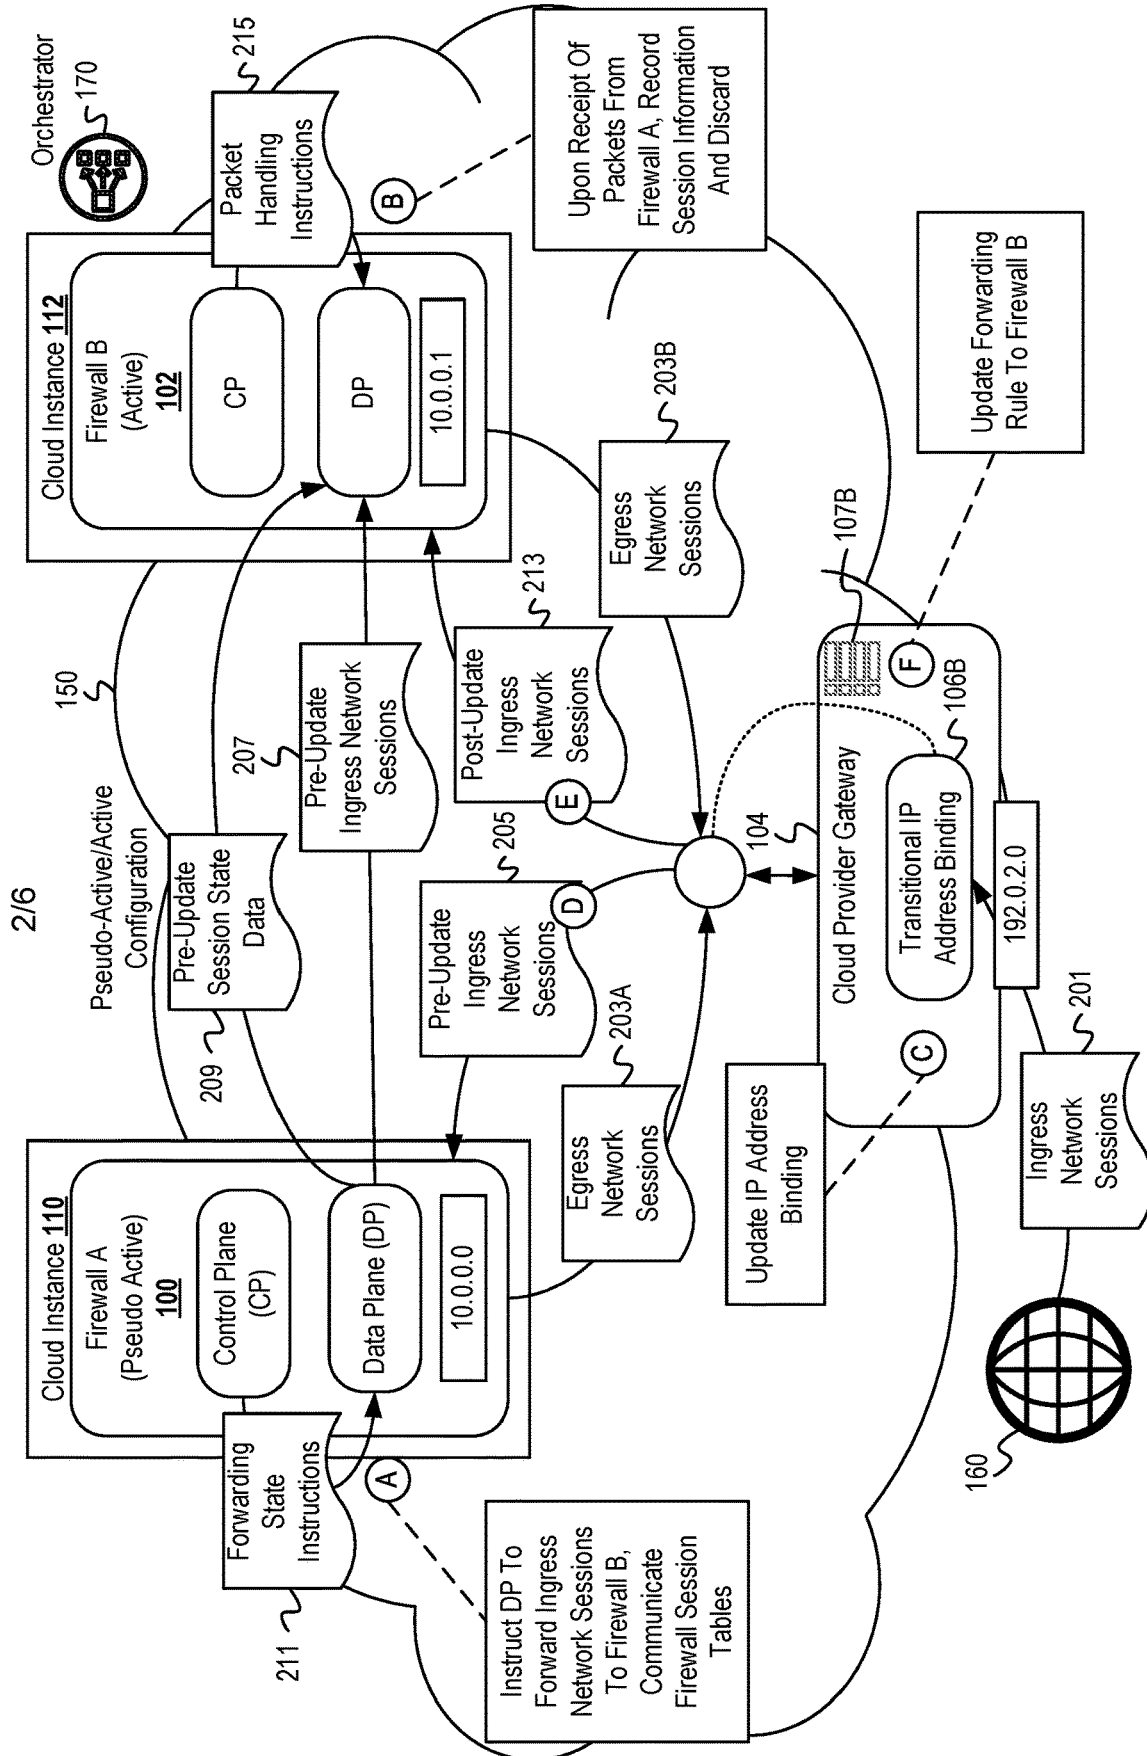 2/6
Pseudo-Active/Active
Configuration
150
Orchestrator
170
Cloud Instance 110
Firewall A
(Pseudo Active)
100
Control Plane
(CP)
Data Plane (DP)
10.0.0.0
Forwarding
State
Instructions
211
A
Instruct DP To
Forward Ingress
Network Sessions
To Firewall B,
Communicate
Firewall Session
Tables
Pre-Update
Session State
Data
209
Pre-Update
Ingress Network
Sessions
207
Cloud Instance 112
Firewall B
(Active)
102
CP
DP
10.0.0.1
Packet
Handling
Instructions
215
B
Upon Receipt Of
Packets From
Firewall A, Record
Session Information
And Discard
Pre-Update
Ingress
Network
Sessions
205
D
Post-Update
Ingress
Network
Sessions
213
E
Egress
Network
Sessions
203A
Egress
Network
Sessions
203B
104
Cloud Provider Gateway
Transitional IP
Address Binding
106B
107B
C
Update IP Address
Binding
F
Update Forwarding
Rule To Firewall B
192.0.2.0
Ingress
Network
Sessions
201
160